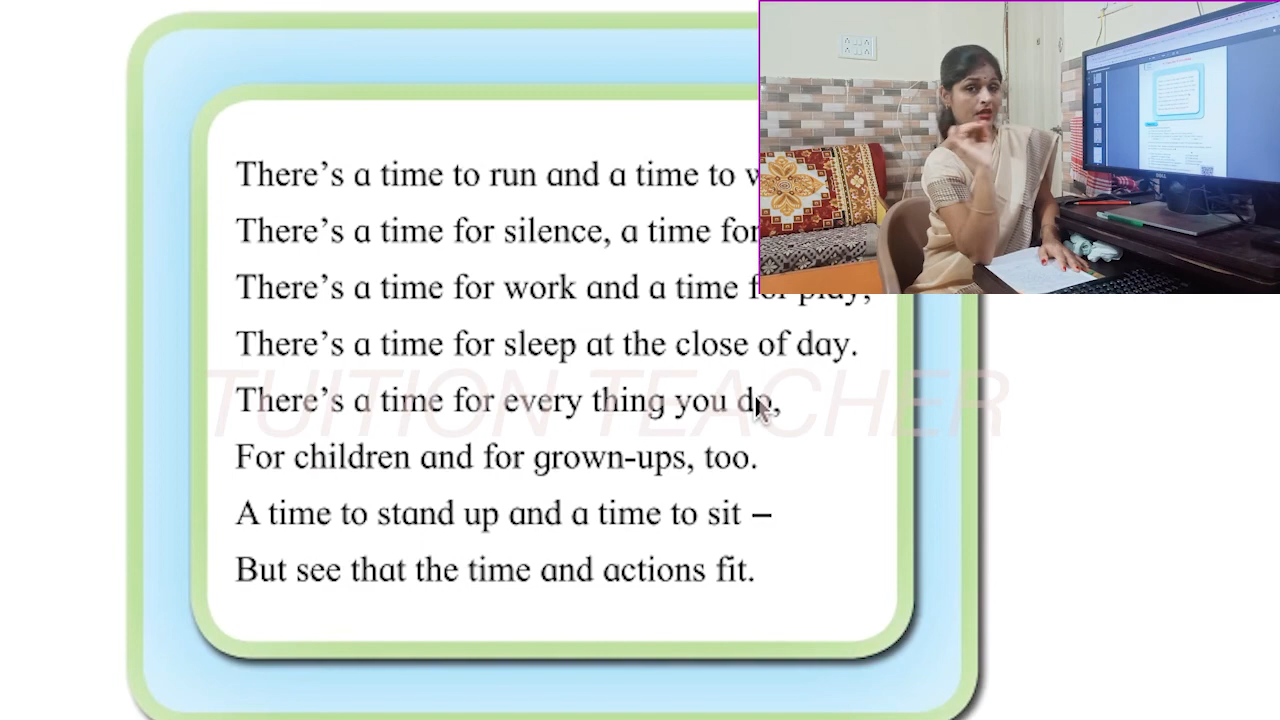 There's a time to run and a time to
There's a time for silence, a time for
There's a time for work and a time for play,
There's a time for sleep at the close of day.
There's a time for every thing you do,
For children and for grown-ups, too.
A time to stand up and a time to sit –
But see that the time and actions fit.
TUITION TEACHER
DELL